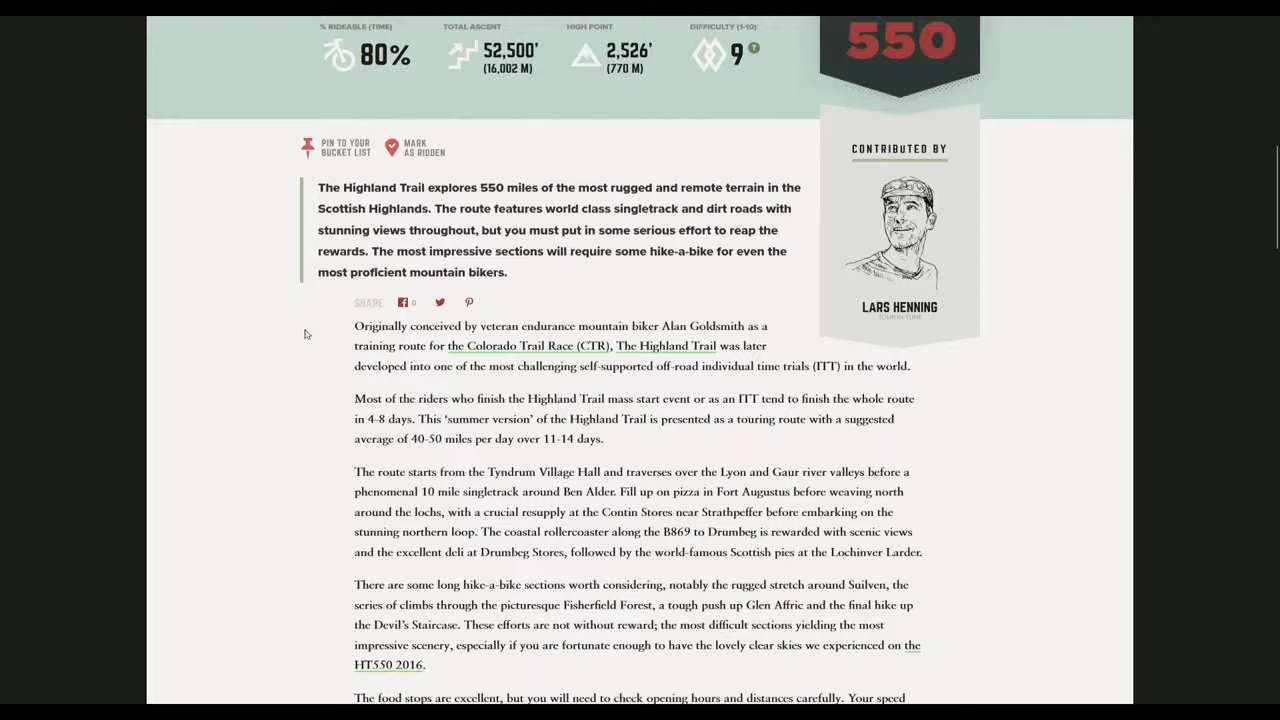 % RIDEABLE (TIME)
80%
TOTAL ASCENT
52,500'
(16,002 M)
HIGH POINT
2,526'
(770 M)
DIFFICULTY (1-10)
9
550
PIN TO YOUR
BUCKET LIST
MARK
AS RIDDEN
The Highland Trail explores 550 miles of the most rugged and remote terrain in the
Scottish Highlands. The route features world class singletrack and dirt roads with
stunning views throughout, but you must put in some serious effort to reap the
rewards. The most impressive sections will require some hike-a-bike for even the
most proficient mountain bikers.
CONTRIBUTED BY
LARS HENNING
TOUR IN TUNE
SHARE
0
Originally conceived by veteran endurance mountain biker Alan Goldsmith as a
training route for the Colorado Trail Race (CTR), The Highland Trail was later
developed into one of the most challenging self-supported off-road individual time trials (ITT) in the world.
Most of the riders who finish the Highland Trail mass start event or as an ITT tend to finish the whole route
in 4-8 days. This ‘summer version’ of the Highland Trail is presented as a touring route with a suggested
average of 40-50 miles per day over 11-14 days.
The route starts from the Tyndrum Village Hall and traverses over the Lyon and Gaur river valleys before a
phenomenal 10 mile singletrack around Ben Alder. Fill up on pizza in Fort Augustus before weaving north
around the lochs, with a crucial resupply at the Contin Stores near Strathpeffer before embarking on the
stunning northern loop. The coastal rollercoaster along the B869 to Drumbeg is rewarded with scenic views
and the excellent deli at Drumbeg Stores, followed by the world-famous Scottish pies at the Lochinver Larder.
There are some long hike-a-bike sections worth considering, notably the rugged stretch around Suilven, the
series of climbs through the picturesque Fisherfield Forest, a tough push up Glen Affric and the final hike up
the Devil’s Staircase. These efforts are not without reward; the most difficult sections yielding the most
impressive scenery, especially if you are fortunate enough to have the lovely clear skies we experienced on the
HT550 2016.
The food stops are excellent, but you will need to check opening hours and distances carefully. Your speed